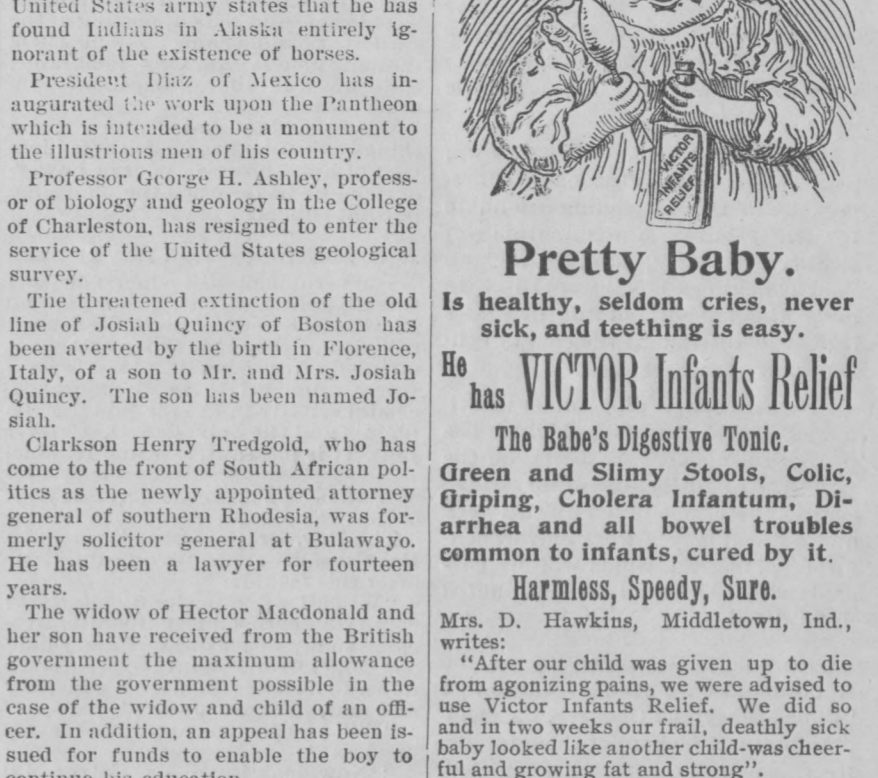 United States army states that he has
found Indians in Alaska entirely ig-
norant of the existence of horses.
President Diaz of Mexico has in-
augurated the work upon the Pantheon
which is intended to be a monument to
the illustrious men of his country.
Professor George H. Ashley, profess-
or of biology and geology in the College
of Charleston, has resigned to enter the
service of the United States geological
survey.
The threatened extinction of the old
line of Josiah Quincy of Boston has
been averted by the birth in Florence,
Italy, of a son to Mr. and Mrs. Josiah
Quincy. The son has been named Jo-
siah.
Clarkson Henry Tredgold, who has
come to the front of South African pol-
itics as the newly appointed attorney
general of southern Rhodesia, was for-
merly solicitor general at Bulawayo.
He has been a lawyer for fourteen
years.
The widow of Hector Macdonald and
her son have received from the British
government the maximum allowance
from the government possible in the
case of the widow and child of an offi-
cer. In addition, an appeal has been is-
sued for funds to enable the boy to
continue his education.
VICTOR
INFANTS
RELIEF
Pretty Baby.
Is healthy, seldom cries, never
sick, and teething is easy.
He
has VICTOR Infants Relief
The Babe's Digestive Tonic.
Green and Slimy Stools, Colic,
Griping, Cholera Infantum, Di-
arrhea and all bowel troubles
common to infants, cured by it.
Harmless, Speedy, Sure.
Mrs. D. Hawkins, Middletown, Ind.,
writes:
"After our child was given up to die
from agonizing pains, we were advised to
use Victor Infants Relief. We did so
and in two weeks our frail, deathly sick
baby looked like another child-was cheer-
ful and growing fat and strong".